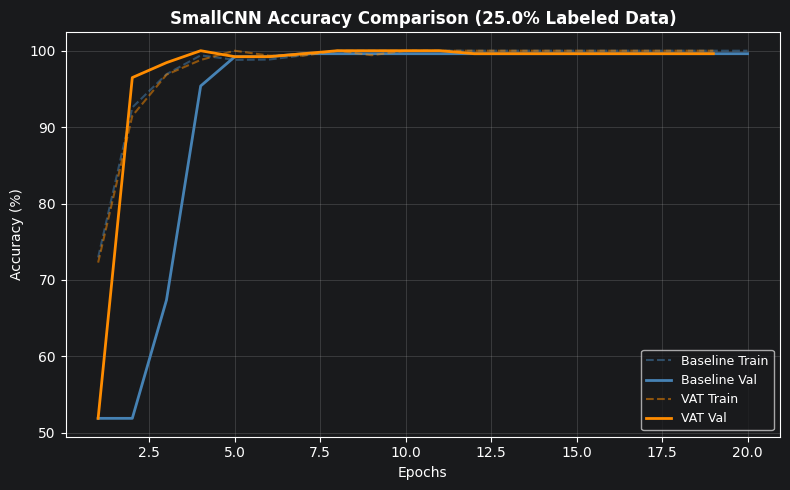 SmallCNN Accuracy Comparison (25.0% Labeled Data)
Accuracy (%)
100
90
80
70
60
50
2.5 5.0 7.5 10.0 12.5 15.0 17.5 20.0
Epochs
Baseline Train
Baseline Val
VAT Train
VAT Val